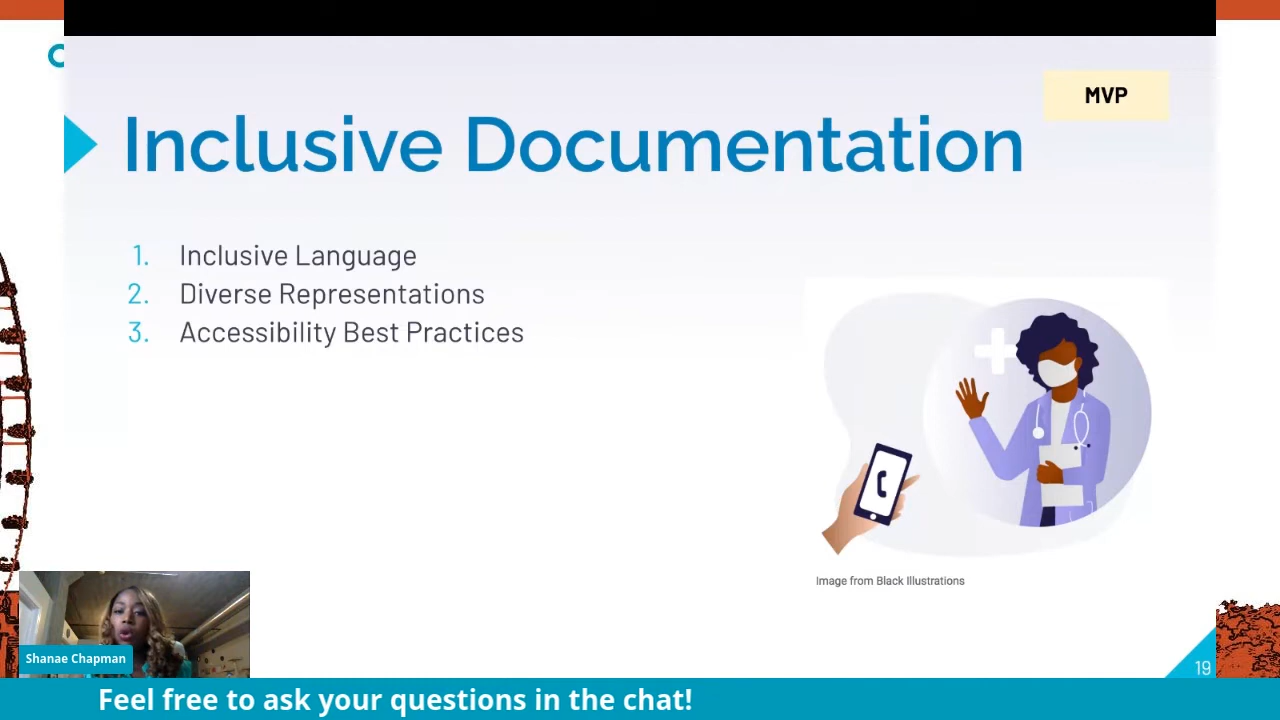 MVP
Inclusive Documentation
1. Inclusive Language
2. Diverse Representations
3. Accessibility Best Practices
Image from Black Illustrations
Shanae Chapman
19
Feel free to ask your questions in the chat!